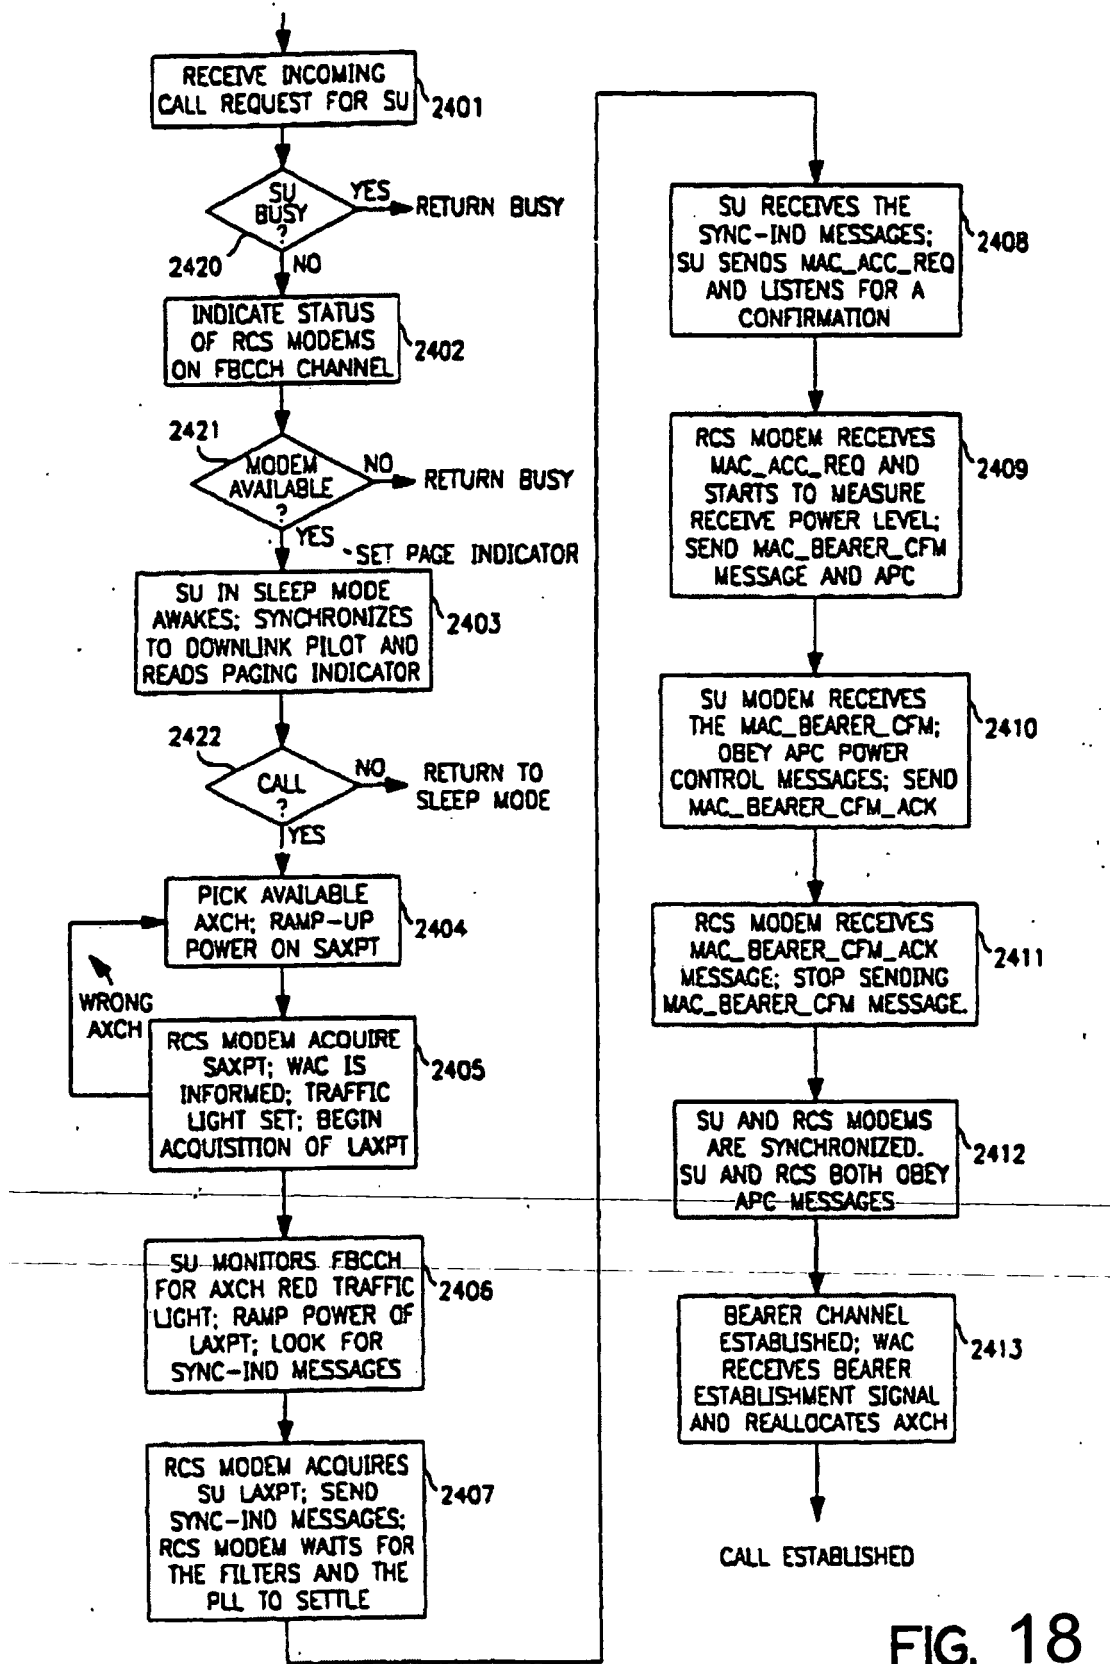 RECEIVE INCOMING
CALL REQUEST FOR SU
2401
SU
BUSY
?
YES
RETURN BUSY
2420
NO
INDICATE STATUS
OF RCS MODEMS
ON FBCCH CHANNEL
2402
2421
MODEM
AVAILABLE
?
NO
RETURN BUSY
YES
SET PAGE INDICATOR
SU IN SLEEP MODE
AWAKES; SYNCHRONIZES
TO DOWNLINK PILOT AND
READS PAGING INDICATOR
2403
2422
CALL
?
NO
RETURN TO
SLEEP MODE
YES
PICK AVAILABLE
AXCH; RAMP-UP
POWER ON SAXPT
2404
WRONG
AXCH
RCS MODEM ACQUIRE
SAXPT; WAC IS
INFORMED; TRAFFIC
LIGHT SET; BEGIN
ACQUISITION OF LAXPT
2405
SU MONITORS FBCCH
FOR AXCH RED TRAFFIC
LIGHT; RAMP POWER OF
LAXPT; LOOK FOR
SYNC-IND MESSAGES
2406
RCS MODEM ACQUIRES
SU LAXPT; SEND
SYNC-IND MESSAGES;
RCS MODEM WAITS FOR
THE FILTERS AND THE
PLL TO SETTLE
2407
SU RECEIVES THE
SYNC-IND MESSAGES;
SU SENDS MAC_ACC_REQ
AND LISTENS FOR A
CONFIRMATION
2408
RCS MODEM RECEIVES
MAC_ACC_REQ AND
STARTS TO MEASURE
RECEIVE POWER LEVEL;
SEND MAC_BEARER_CFM
MESSAGE AND APC
2409
SU MODEM RECEIVES
THE MAC_BEARER_CFM;
OBEY APC POWER
CONTROL MESSAGES; SEND
MAC_BEARER_CFM_ACK
2410
RCS MODEM RECEIVES
MAC_BEARER_CFM_ACK
MESSAGE; STOP SENDING
MAC_BEARER_CFM MESSAGE.
2411
SU AND RCS MODEMS
ARE SYNCHRONIZED.
SU AND RCS BOTH OBEY
APC MESSAGES
2412
BEARER CHANNEL
ESTABLISHED; WAC
RECEIVES BEARER
ESTABLISHMENT SIGNAL
AND REALLOCATES AXCH
2413
CALL ESTABLISHED
FIG. 18